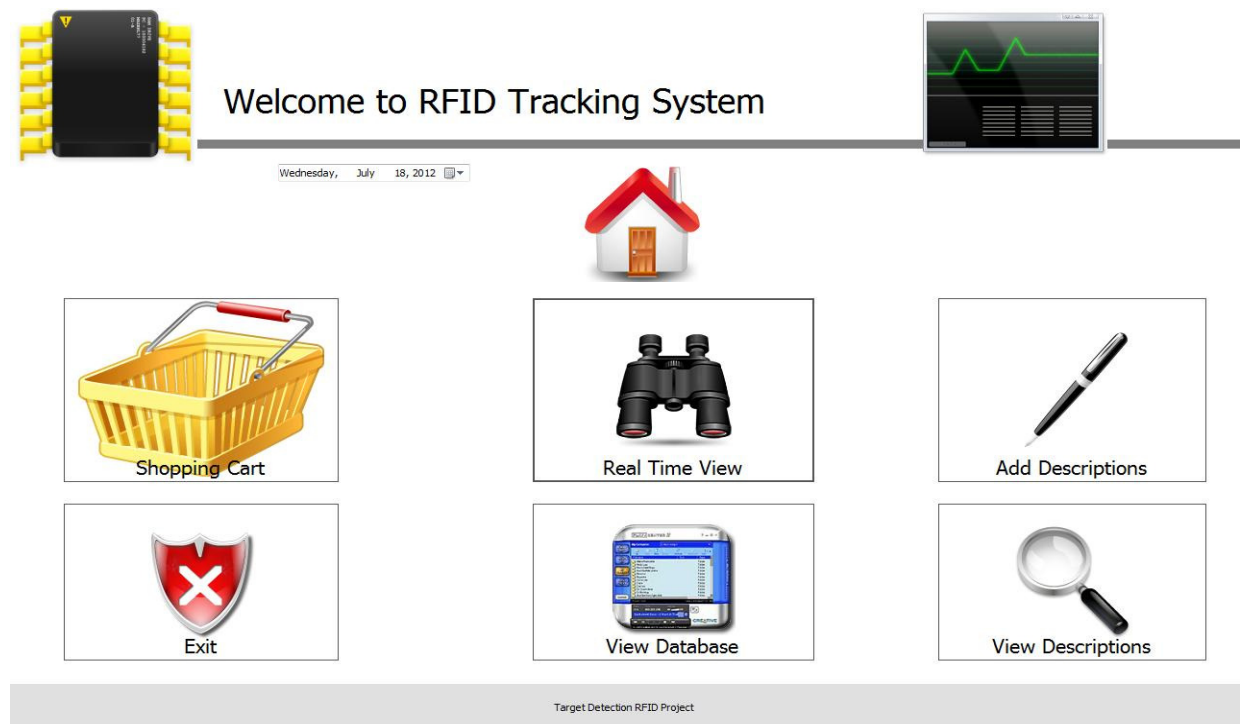 Welcome to RFID Tracking System
Wednesday, July 18, 2012
Shopping Cart
Real Time View
Add Descriptions
Exit
View Database
View Descriptions
Target Detection RFID Project